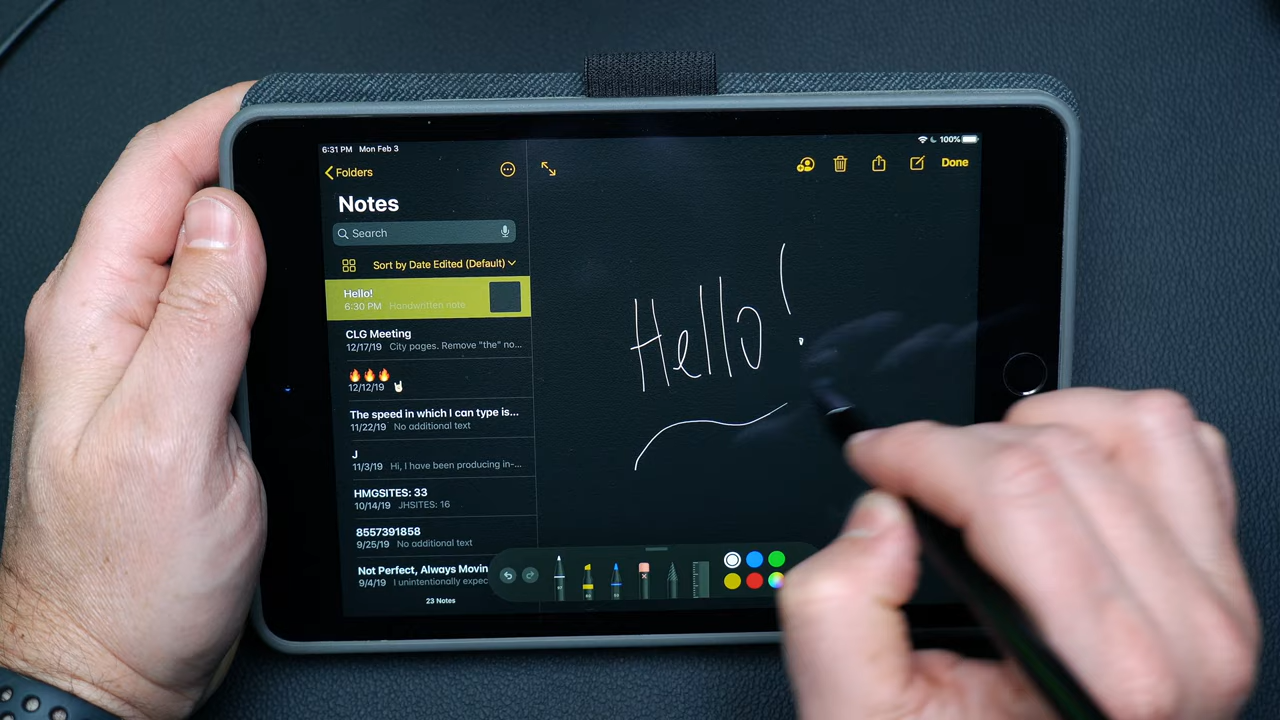 6:31 PM Mon Feb 3
100%
Folders
Done
Notes
Search
Sort by Date Edited (Default)
Hello!
6:30 PM Handwritten note
CLG Meeting
12/17/19 City pages. Remove "the" no...
🔥🔥🔥
12/12/19 🤘🏻
The speed in which I can type is...
11/22/19 No additional text
J
11/3/19 Hi, I have been producing in-...
HMGSITES: 33
10/14/19 JHSITES: 16
8557391858
9/25/19 No additional text
Not Perfect, Always Movin
9/4/19 I unintentionally expec
23 Notes
Hello!